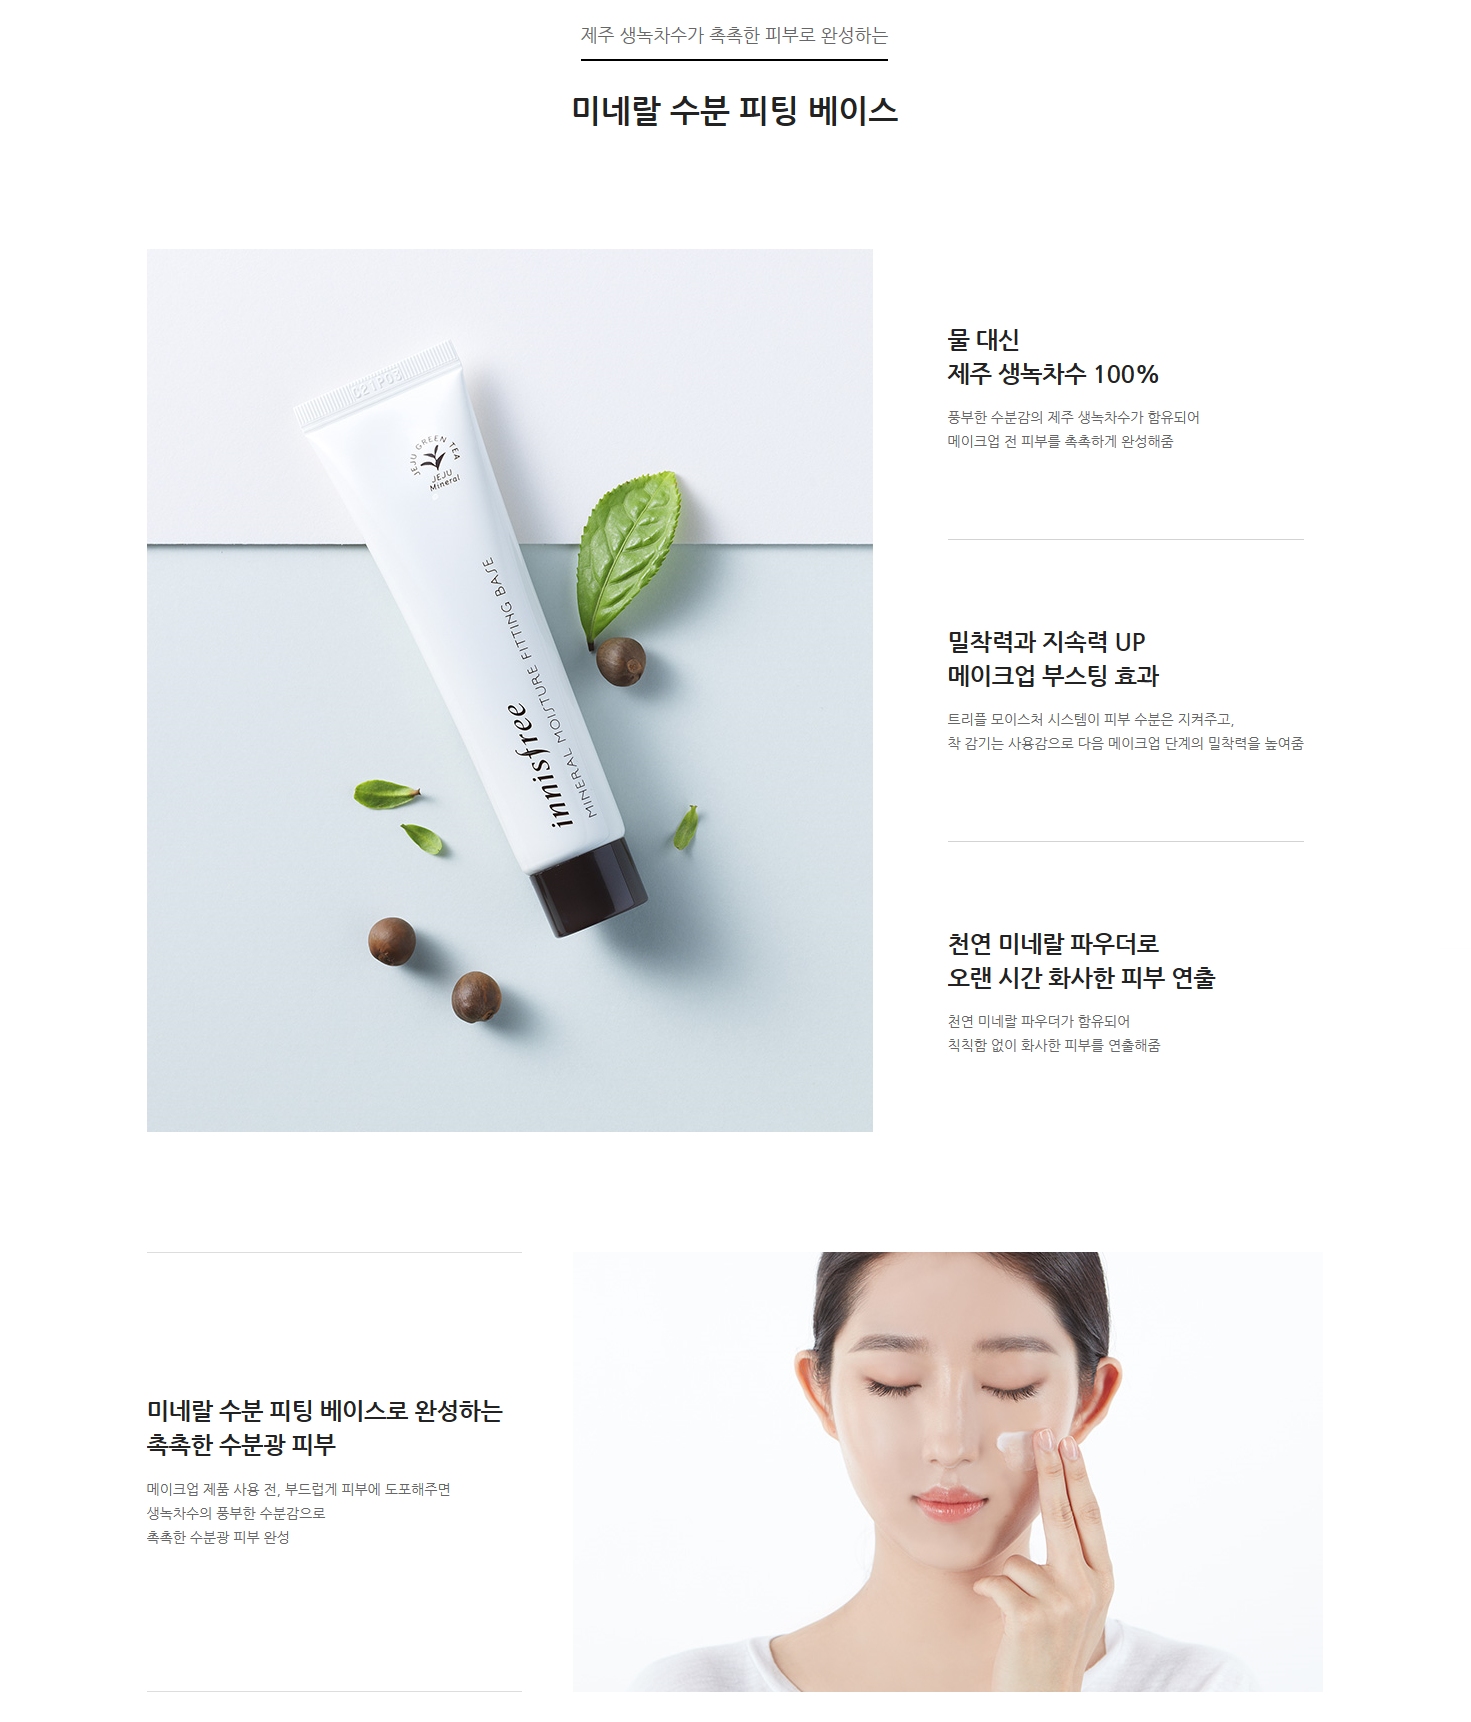 제주 생녹차수가 촉촉한 피부로 완성하는
미네랄 수분 피팅 베이스
C21P03
JEJU GREEN TEA
JEJU
Mineral
innisfree
MINERAL MOISTURE FITTING BASE
물 대신
제주 생녹차수 100%
풍부한 수분감의 제주 생녹차수가 함유되어
메이크업 전 피부를 촉촉하게 완성해줌
밀착력과 지속력 UP
메이크업 부스팅 효과
트리플 모이스처 시스템이 피부 수분은 지켜주고,
착 감기는 사용감으로 다음 메이크업 단계의 밀착력을 높여줌
천연 미네랄 파우더로
오랜 시간 화사한 피부 연출
천연 미네랄 파우더가 함유되어
칙칙함 없이 화사한 피부를 연출해줌
미네랄 수분 피팅 베이스로 완성하는
촉촉한 수분광 피부
메이크업 제품 사용 전, 부드럽게 피부에 도포해주면
생녹차수의 풍부한 수분감으로
촉촉한 수분광 피부 완성